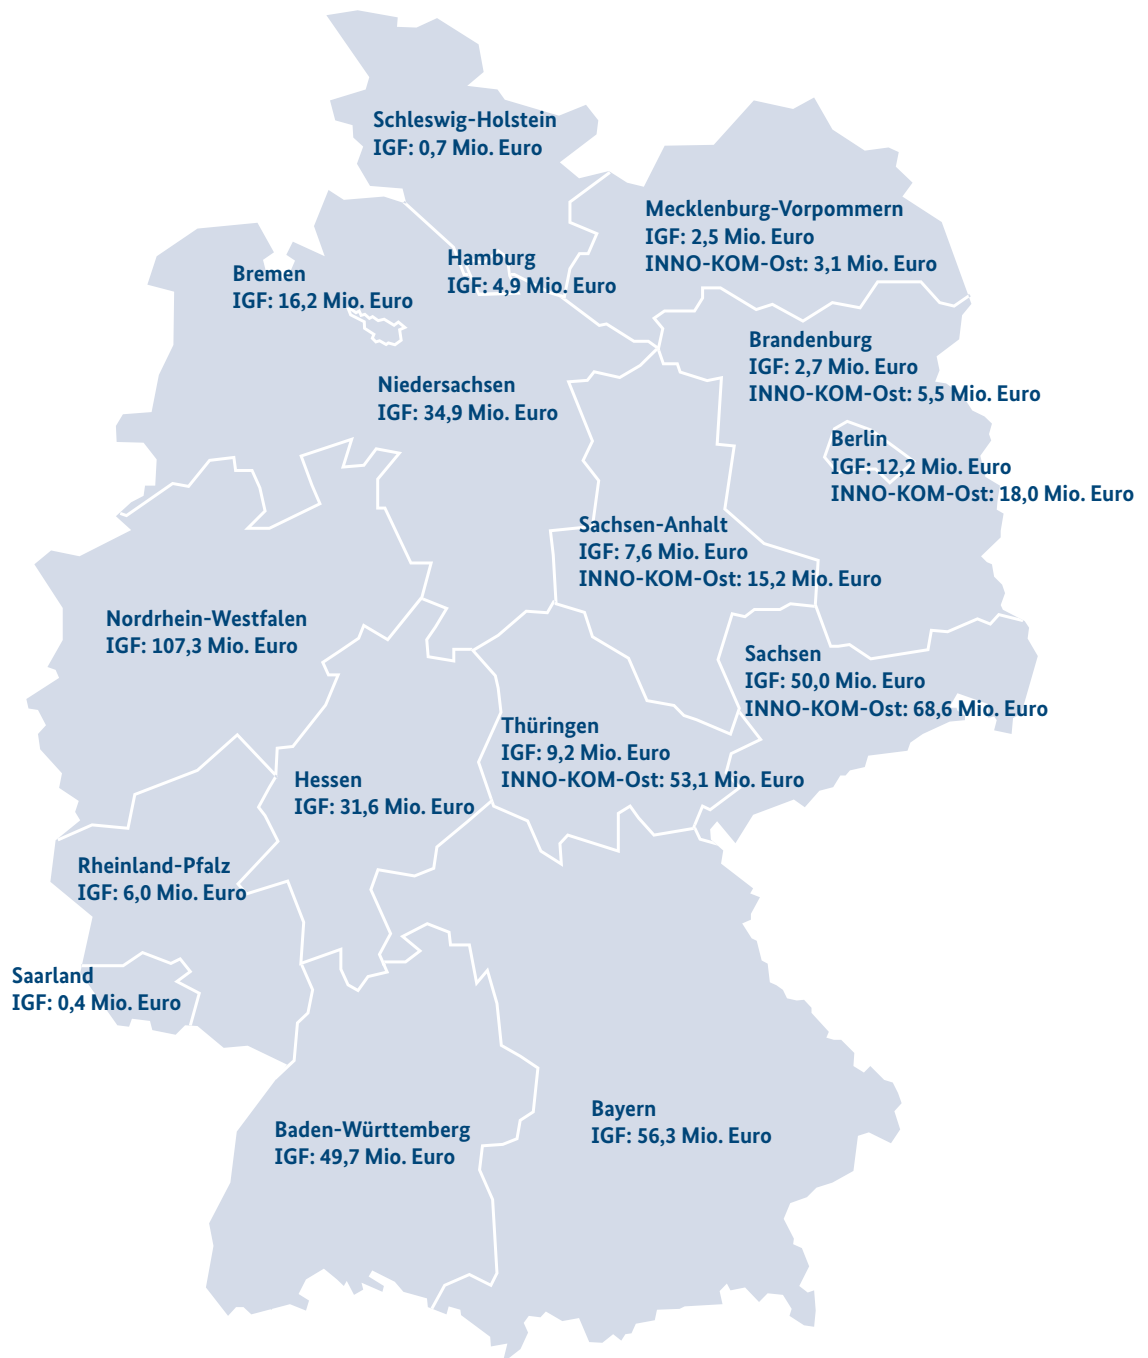 Schleswig-Holstein
IGF: 0,7 Mio. Euro
Mecklenburg-Vorpommern
IGF: 2,5 Mio. Euro
INNO-KOM-Ost: 3,1 Mio. Euro
Hamburg
IGF: 4,9 Mio. Euro
Bremen
IGF: 16,2 Mio. Euro
Brandenburg
IGF: 2,7 Mio. Euro
INNO-KOM-Ost: 5,5 Mio. Euro
Niedersachsen
IGF: 34,9 Mio. Euro
Berlin
IGF: 12,2 Mio. Euro
INNO-KOM-Ost: 18,0 Mio. Euro
Sachsen-Anhalt
IGF: 7,6 Mio. Euro
INNO-KOM-Ost: 15,2 Mio. Euro
Nordrhein-Westfalen
IGF: 107,3 Mio. Euro
Sachsen
IGF: 50,0 Mio. Euro
INNO-KOM-Ost: 68,6 Mio. Euro
Thüringen
IGF: 9,2 Mio. Euro
INNO-KOM-Ost: 53,1 Mio. Euro
Hessen
IGF: 31,6 Mio. Euro
Rheinland-Pfalz
IGF: 6,0 Mio. Euro
Saarland
IGF: 0,4 Mio. Euro
Bayern
IGF: 56,3 Mio. Euro
Baden-Württemberg
IGF: 49,7 Mio. Euro